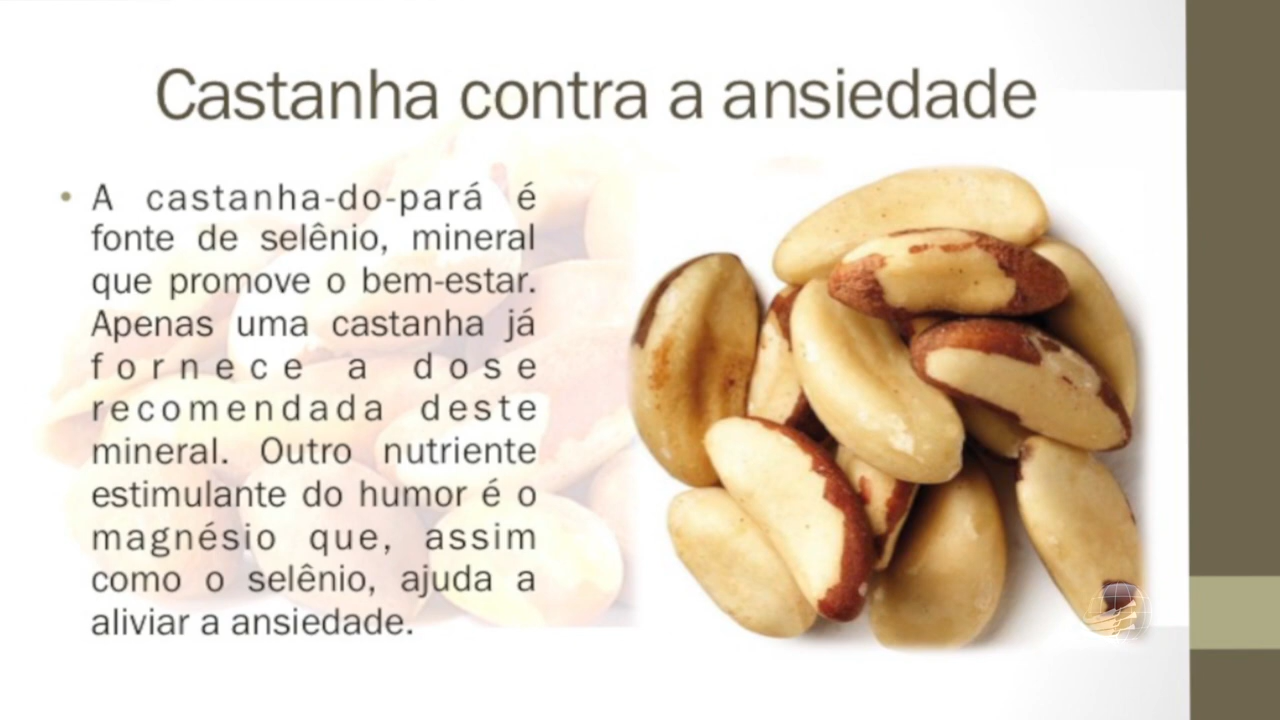 Castanha contra a ansiedade
• A castanha-do-pará é
fonte de selênio, mineral
que promove o bem-estar.
Apenas uma castanha já
fornece a dose
recomendada deste
mineral. Outro nutriente
estimulante do humor é o
magnésio que, assim
como o selênio, ajuda a
aliviar a ansiedade.